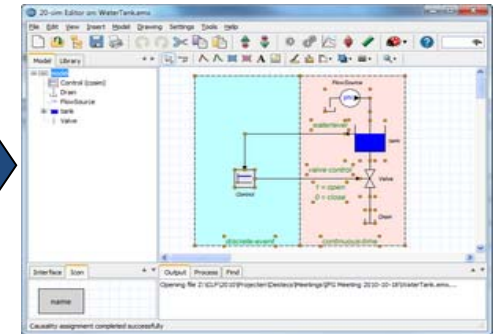 20-sim Editor on WaterTank.emx
File Edit View Insert Model Drawing Settings Tools Help
Model Library
model
Control (cosim)
Drain
FlowSource
tank
Valve
FlowSource
waterlevel
tank
valve control
1 = open
0 = close
Valve
Control
Drain
discrete-event
continuous-time
Interface Icon
Output Process Find
name
Causality assignment completed successfully